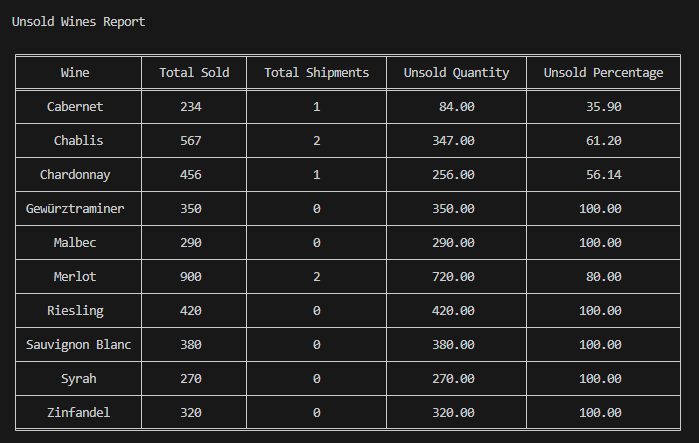 Unsold Wines Report
Wine Total Sold Total Shipments Unsold Quantity Unsold Percentage
Cabernet 234 1 84.00 35.90
Chablis 567 2 347.00 61.20
Chardonnay 456 1 256.00 56.14
Gewürztraminer 350 0 350.00 100.00
Malbec 290 0 290.00 100.00
Merlot 900 2 720.00 80.00
Riesling 420 0 420.00 100.00
Sauvignon Blanc 380 0 380.00 100.00
Syrah 270 0 270.00 100.00
Zinfandel 320 0 320.00 100.00